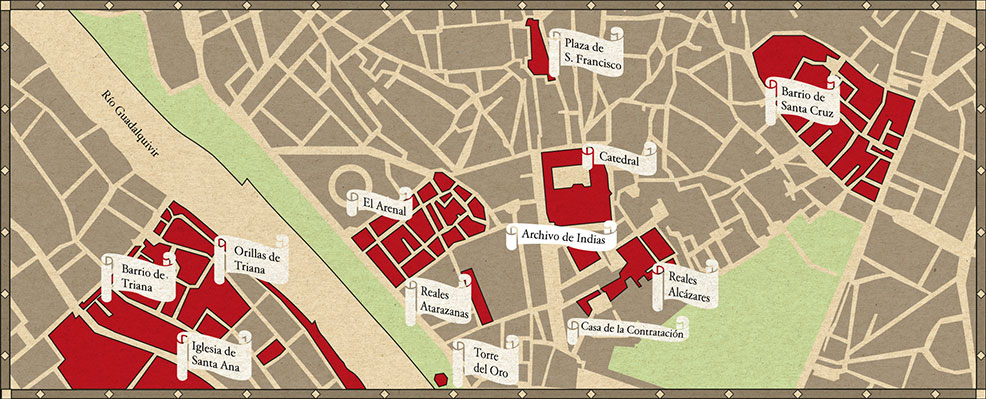 Plaza de
S. Francisco
Barrio de
Santa Cruz
Río Guadalquivir
Catedral
El Arenal
Archivo de Indias
Orillas de
Triana
Barrio de
Triana
Reales
Alcázares
Reales
Atarazanas
Casa de la Contratación
Iglesia de
Santa Ana
Torre
del Oro